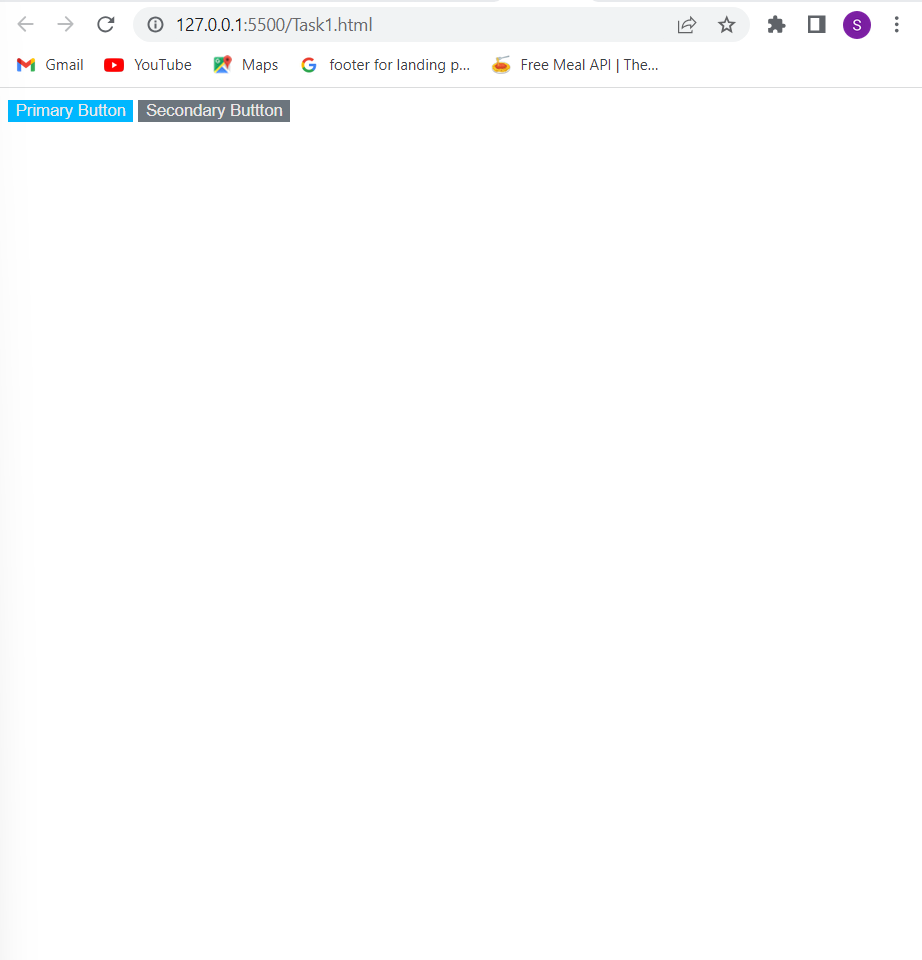 127.0.0.1:5500/Task1.html
S
Gmail YouTube Maps footer for landing p... Free Meal API | The...
Primary Button Secondary Buttton